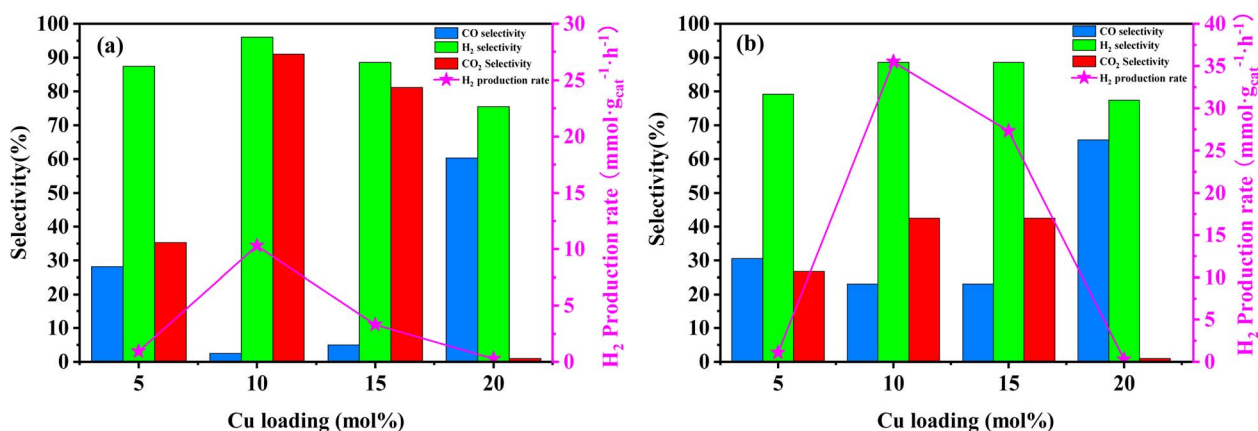 (a)
CO selectivity
H₂ selectivity
CO₂ Selectivity
H₂ production rate
Selectivity(%)
100
90
80
70
60
50
40
30
20
10
0
5
10
15
20
Cu loading (mol%)
30
25
20
15
10
5
0
H₂ Production rate (mmol·g_cat⁻¹·h⁻¹)
(b)
CO selectivity
H₂ selectivity
CO₂ Selectivity
H₂ production rate
Selectivity(%)
100
90
80
70
60
50
40
30
20
10
0
5
10
15
20
Cu loading (mol%)
40
35
30
25
20
15
10
5
0
H₂ Production rate (mmol·g_cat⁻¹·h⁻¹)